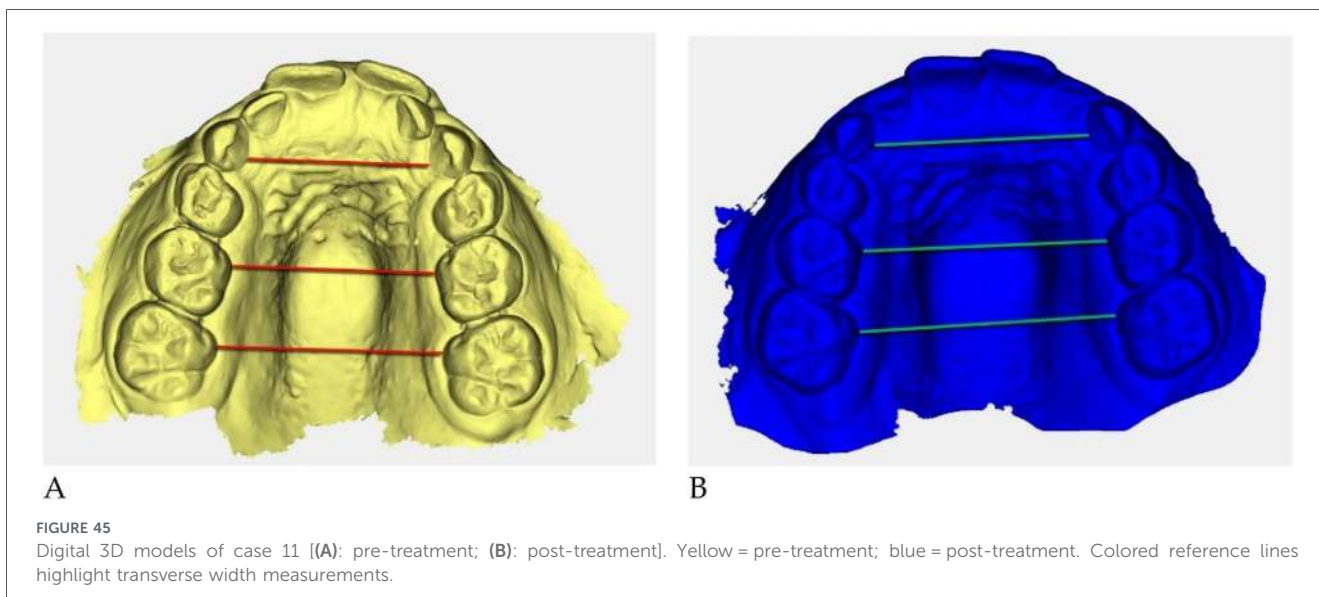 A
B
FIGURE 45
Digital 3D models of case 11 [(A): pre-treatment; (B): post-treatment]. Yellow = pre-treatment; blue = post-treatment. Colored reference lines
highlight transverse width measurements.